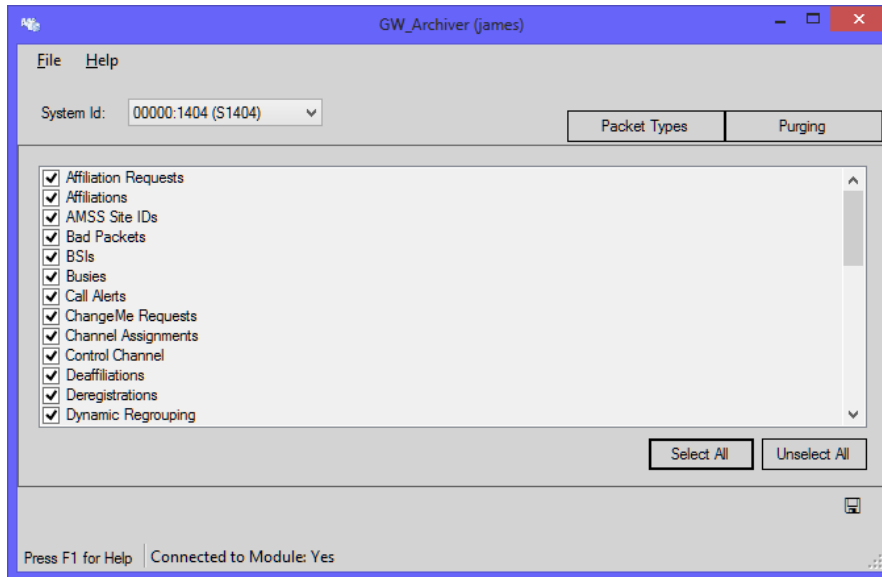 GW_Archiver (james)
File Help
System Id: 00000:1404 (S1404)
Packet Types Purging
Affiliation Requests
Affiliations
AMSS Site IDs
Bad Packets
BSIs
Busies
Call Alerts
ChangeMe Requests
Channel Assignments
Control Channel
Deaffiliations
Deregistrations
Dynamic Regrouping
Select All Unselect All
Press F1 for Help Connected to Module: Yes